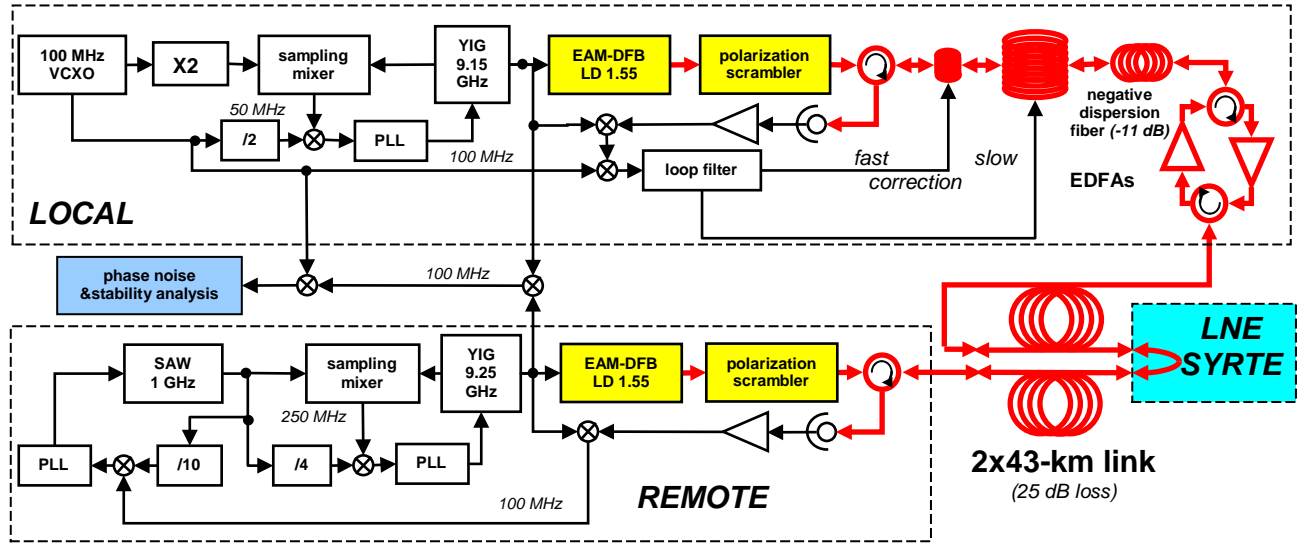 100 MHz
VCXO
X2
sampling
mixer
YIG
9.15
GHz
EAM-DFB
LD 1.55
polarization
scrambler
negative
dispersion
fiber (-11 dB)
50 MHz
/2
PLL
100 MHz
loop filter
fast
correction
slow
EDFAs
LOCAL
phase noise
&stability analysis
100 MHz
LNE
SYRTE
SAW
1 GHz
sampling
mixer
YIG
9.25
GHz
EAM-DFB
LD 1.55
polarization
scrambler
250 MHz
PLL
/10
/4
PLL
100 MHz
REMOTE
2x43-km link
(25 dB loss)